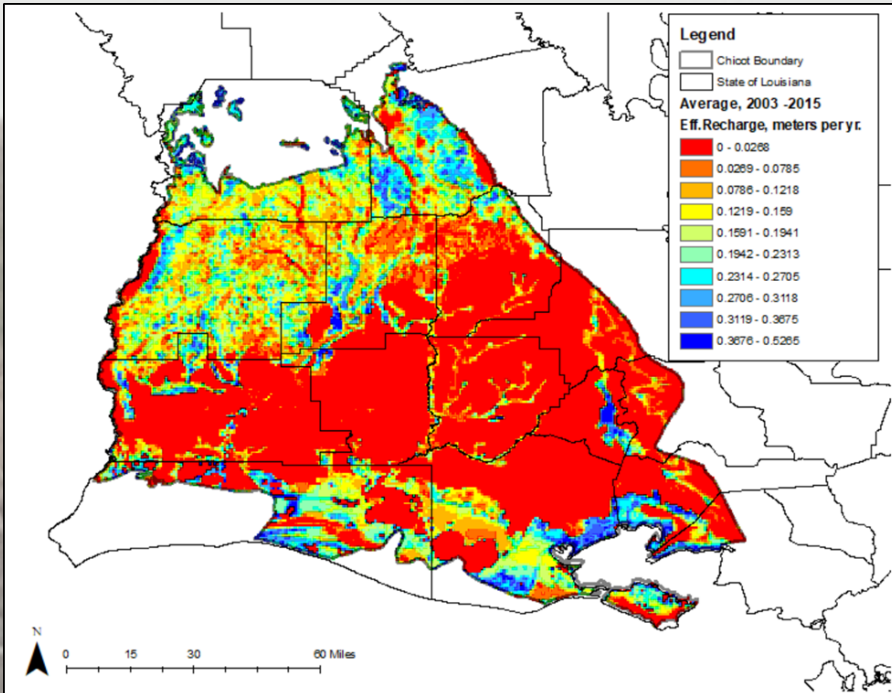 Legend
Chicot Boundary
State of Louisiana
Average, 2003 -2015
Eff.Recharge, meters per yr.
0 - 0.0268
0.0269 - 0.0785
0.0786 - 0.1218
0.1219 - 0.159
0.1591 - 0.1941
0.1942 - 0.2313
0.2314 - 0.2705
0.2706 - 0.3118
0.3119 - 0.3675
0.3676 - 0.5265
N
0 15 30 60 Miles